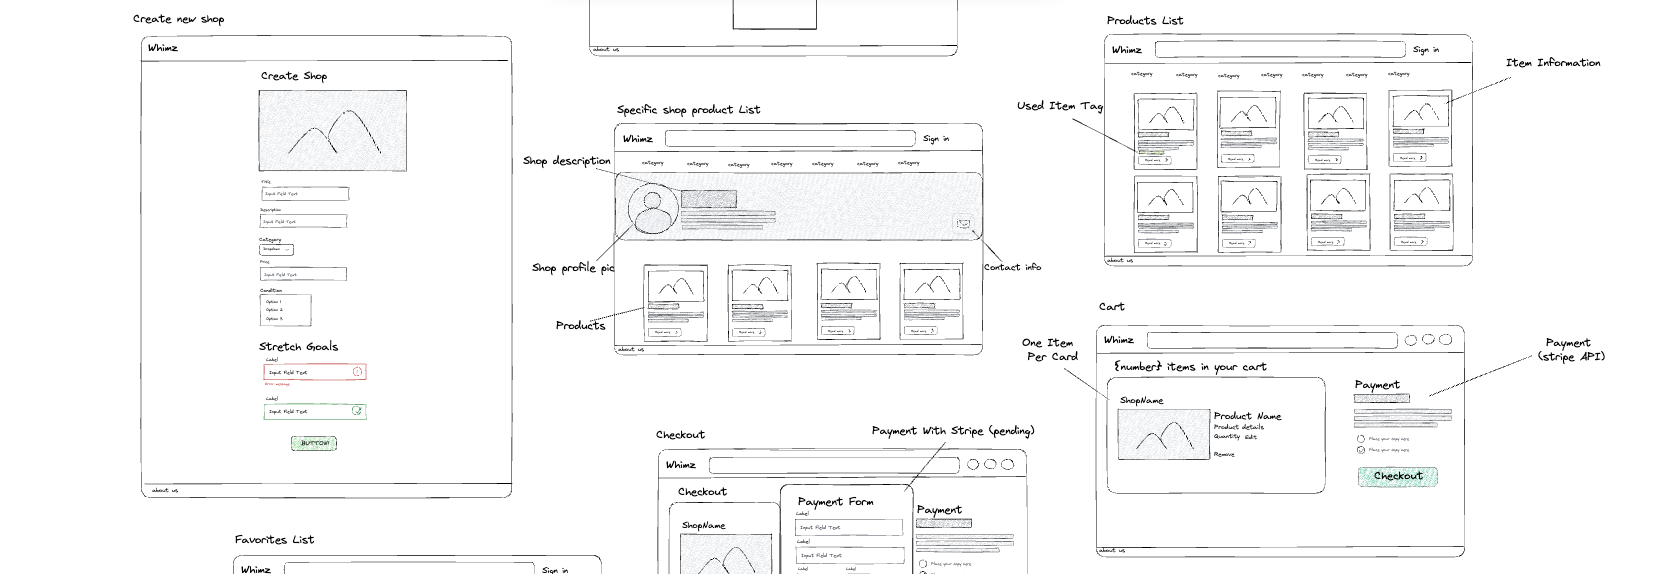 Create new shop
Whimz
Create Shop
Title
Input Field Text
Description
Input Field Text
Category
Dropdown
Price
Input Field Text
Condition
Option 1
Option 2
Option 3
Stretch Goals
Label
Input Field Text
Error message
Label
Input Field Text
BUTTON
about us
Favorites List
Whimz
Sign in
about us
Specific shop product List
Whimz
Sign in
category category category category category category category
Shop description
Shop profile pic
Contact info
Products
Read more Read more Read more Read more
about us
Checkout
Payment With Stripe (pending)
Whimz
Checkout
ShopName
Payment Form
Label
Input Field Text
Label
Input Field Text
Label Label
Payment
Products List
Whimz
Sign in
category category category category category category category
Used Item Tag
Item Information
Read more Read more Read more Read more
Read more Read more Read more Read more
about us
Cart
Whimz
One Item
Per Card
{number} items in your cart
ShopName
Product Name
Product details
Quantity Edit
Remove
Payment
(stripe API)
Payment
Place your copy here
Place your copy here
Checkout
about us